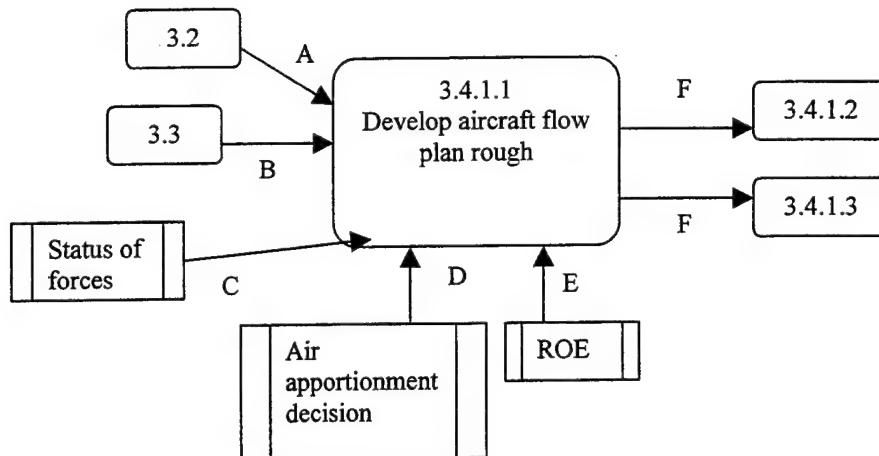 3.2
A
3.4.1.1
Develop aircraft flow
plan rough
F
3.4.1.2
3.3
B
3.4.1.3
F
Status of
forces
C
D
E
Air
apportionment
decision
ROE